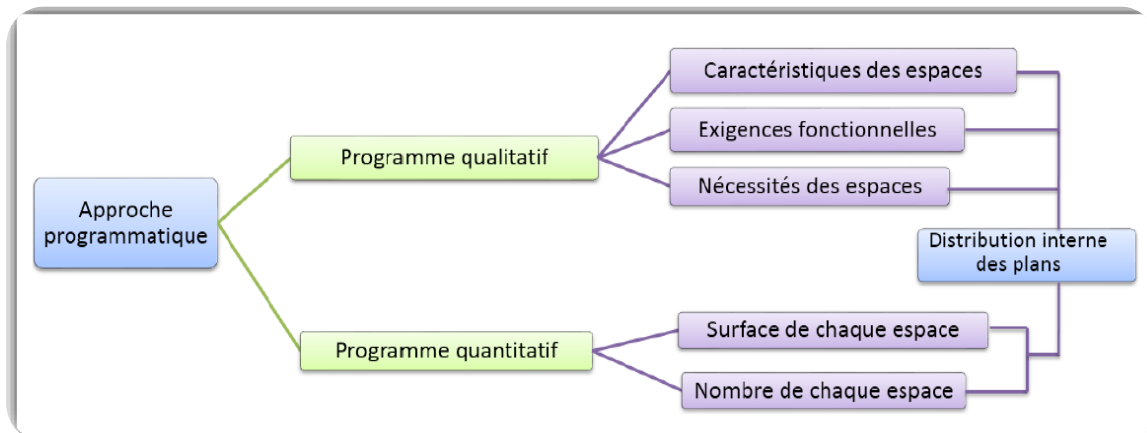 Caractéristiques des espaces
Exigences fonctionnelles
Programme qualitatif
Nécessités des espaces
Approche
programmatique
Distribution interne
des plans
Surface de chaque espace
Programme quantitatif
Nombre de chaque espace